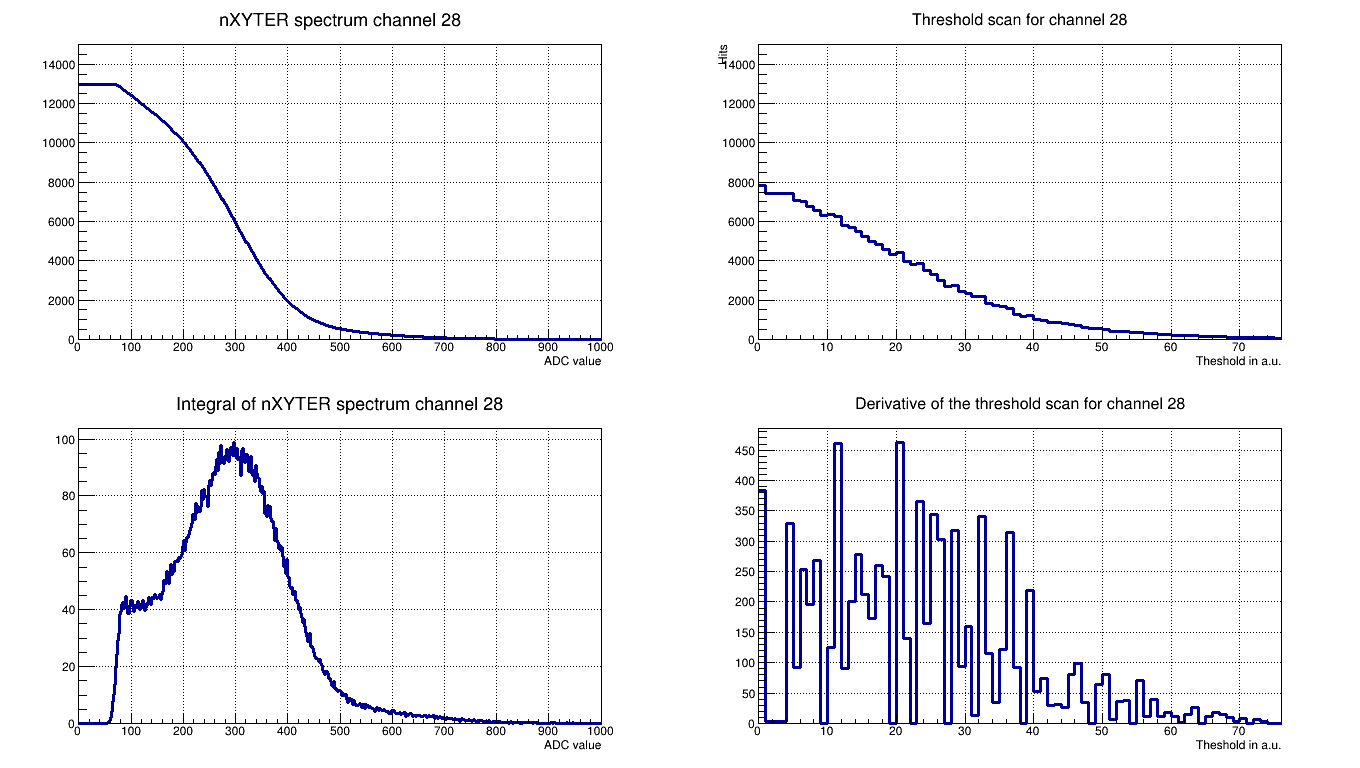 nXYTER spectrum channel 28
14000
12000
10000
8000
6000
4000
2000
0
0 100 200 300 400 500 600 700 800 900 1000
ADC value
Threshold scan for channel 28
Hits
14000
12000
10000
8000
6000
4000
2000
0
0 10 20 30 40 50 60 70
Theshold in a.u.
Integral of nXYTER spectrum channel 28
100
80
60
40
20
0
0 100 200 300 400 500 600 700 800 900 1000
ADC value
Derivative of the threshold scan for channel 28
450
400
350
300
250
200
150
100
50
0
0 10 20 30 40 50 60 70
Theshold in a.u.